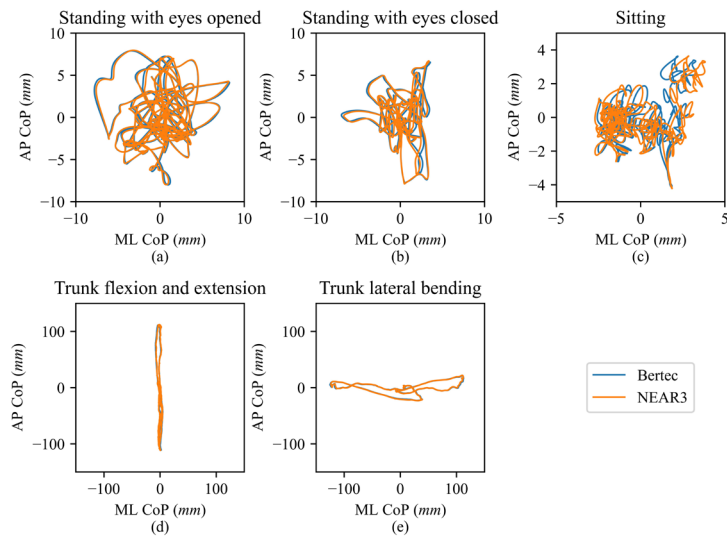 Standing with eyes opened
10
5
0
−5
−10
−10
0
10
AP CoP (mm)
ML CoP (mm)
(a)
Standing with eyes closed
10
5
0
−5
−10
−10
0
10
AP CoP (mm)
ML CoP (mm)
(b)
Sitting
4
2
0
−2
−4
−5
0
5
AP CoP (mm)
ML CoP (mm)
(c)
Trunk flexion and extension
100
0
−100
−100
0
100
AP CoP (mm)
ML CoP (mm)
(d)
Trunk lateral bending
100
0
−100
−100
0
100
AP CoP (mm)
ML CoP (mm)
(e)
Bertec
NEAR3